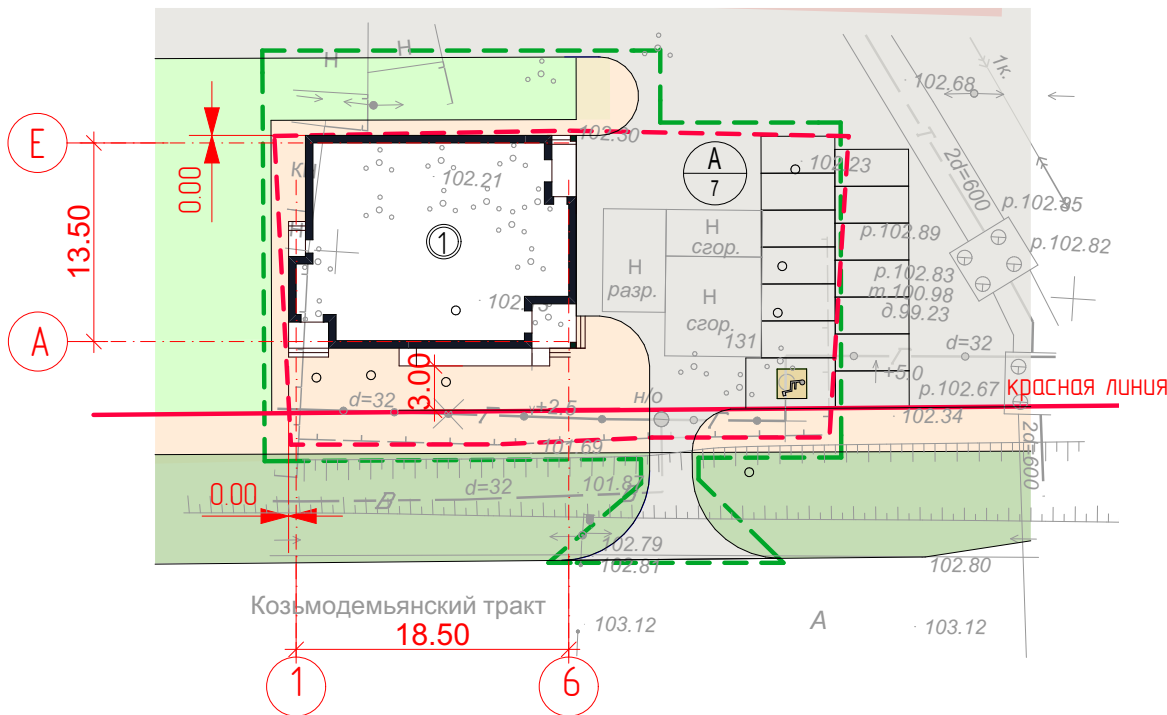 Н
Н
1к.
102.68
Е
102.30
А
7
102.23
Т
2d=600
0.00
КН
102.21
р.102.95
13.50
Н
1
Н
сгор.
р.102.89
р.102.82
Н
разр.
р.102.83
Н
сгор.
131
т.100.98
д.99.23
А
d=32
+5,0
3.00
d=32
н/о
р.102.67
красная линия
+2,5
Г
Г
102.34
101.69
2d=600
0.00
d=32
101.87
В
102.79
102.81
102.80
Козьмодемьянский тракт
103.12
А
103.12
18.50
1
6